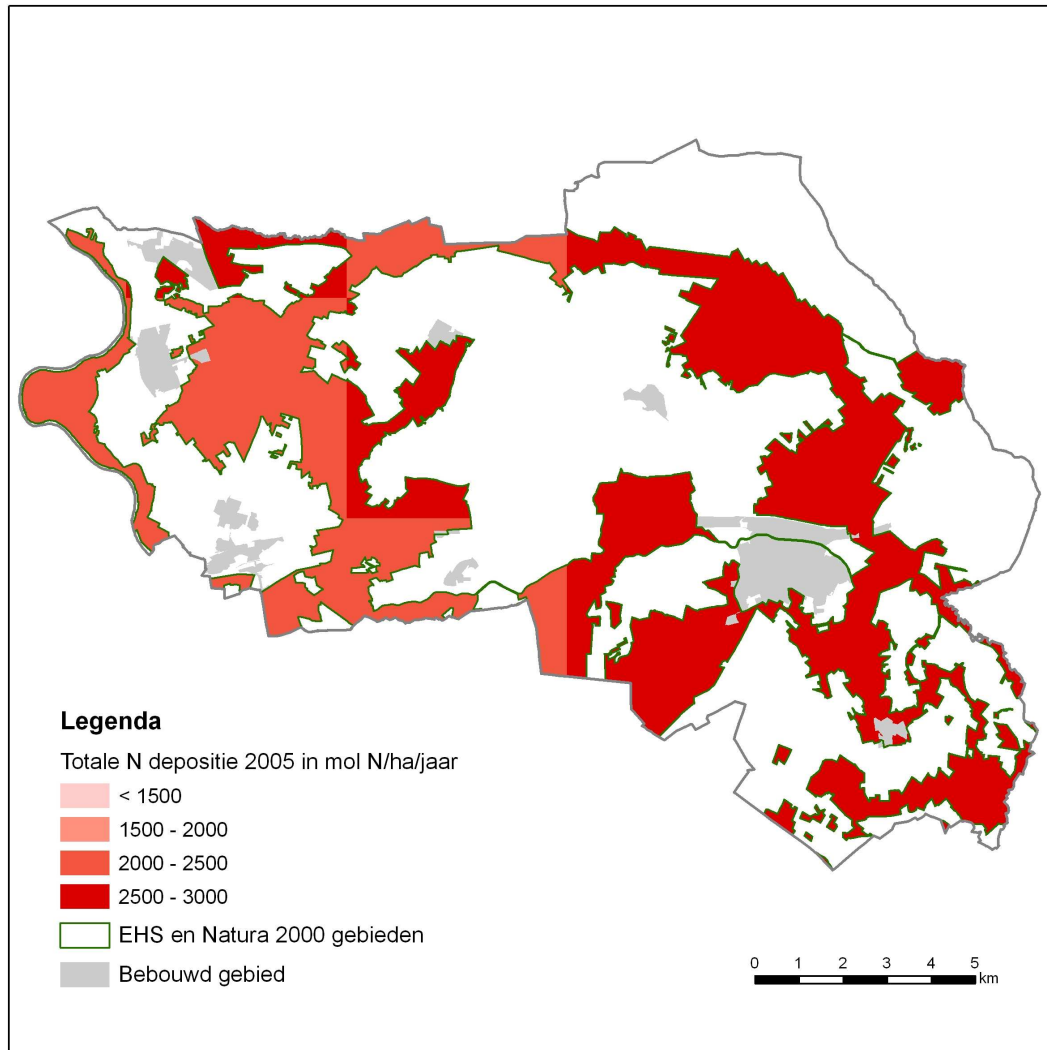 Legenda
Totale N depositie 2005 in mol N/ha/jaar
< 1500
1500 - 2000
2000 - 2500
2500 - 3000
EHS en Natura 2000 gebieden
Bebouwd gebied
0 1 2 3 4 5
km